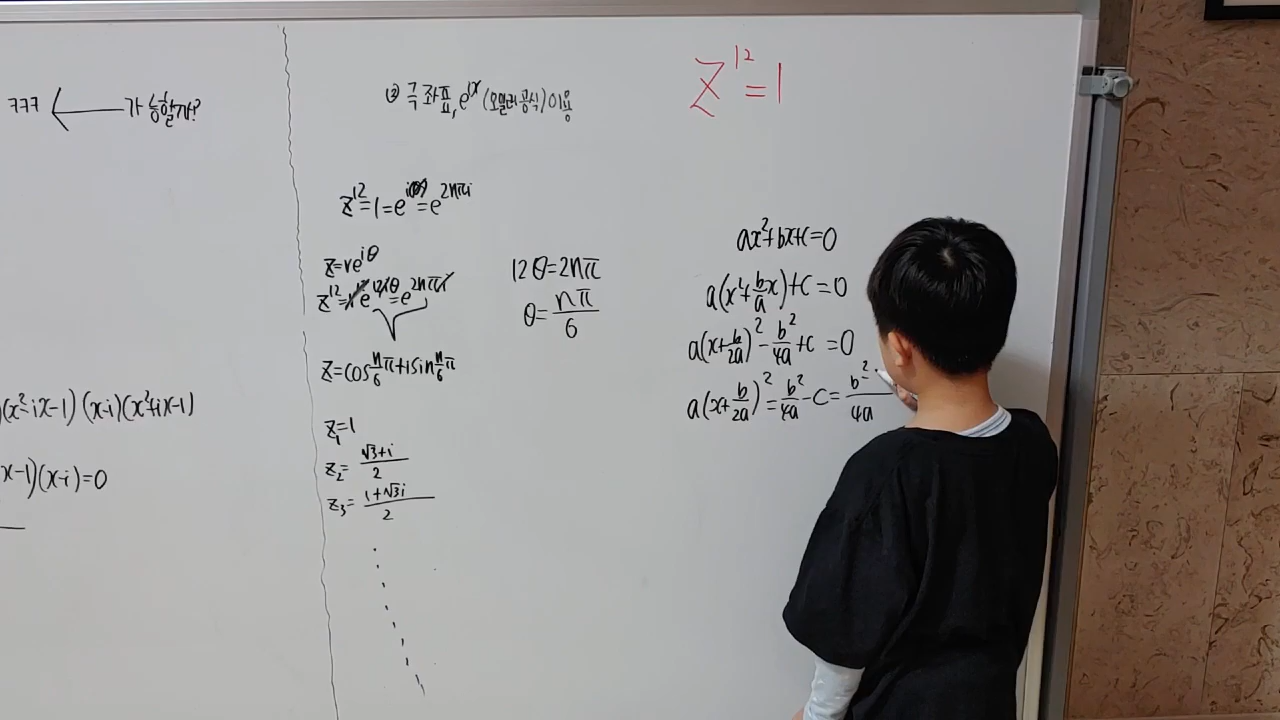 777 ← 가능할까?
(x²-ix-1)(x-i)(x²+ix-1)
x-1)(x-i)=0
② 극좌표, e^ix (오일러 공식) 이용
z^12=1=e^2nπi
z=re^iθ
z=cos n/6 π+isin n/6 π
z₁=1
z₂= √3+i / 2
z₃= 1+√3i / 2
12θ=2nπ
θ= nπ/6
Z^12=1
ax²+bx+c=0
a(x²+ b/a x)+c=0
a(x+ b/2a)² - b²/4a +c =0
a(x+ b/2a)² = b²/4a -c= b²- / 4a